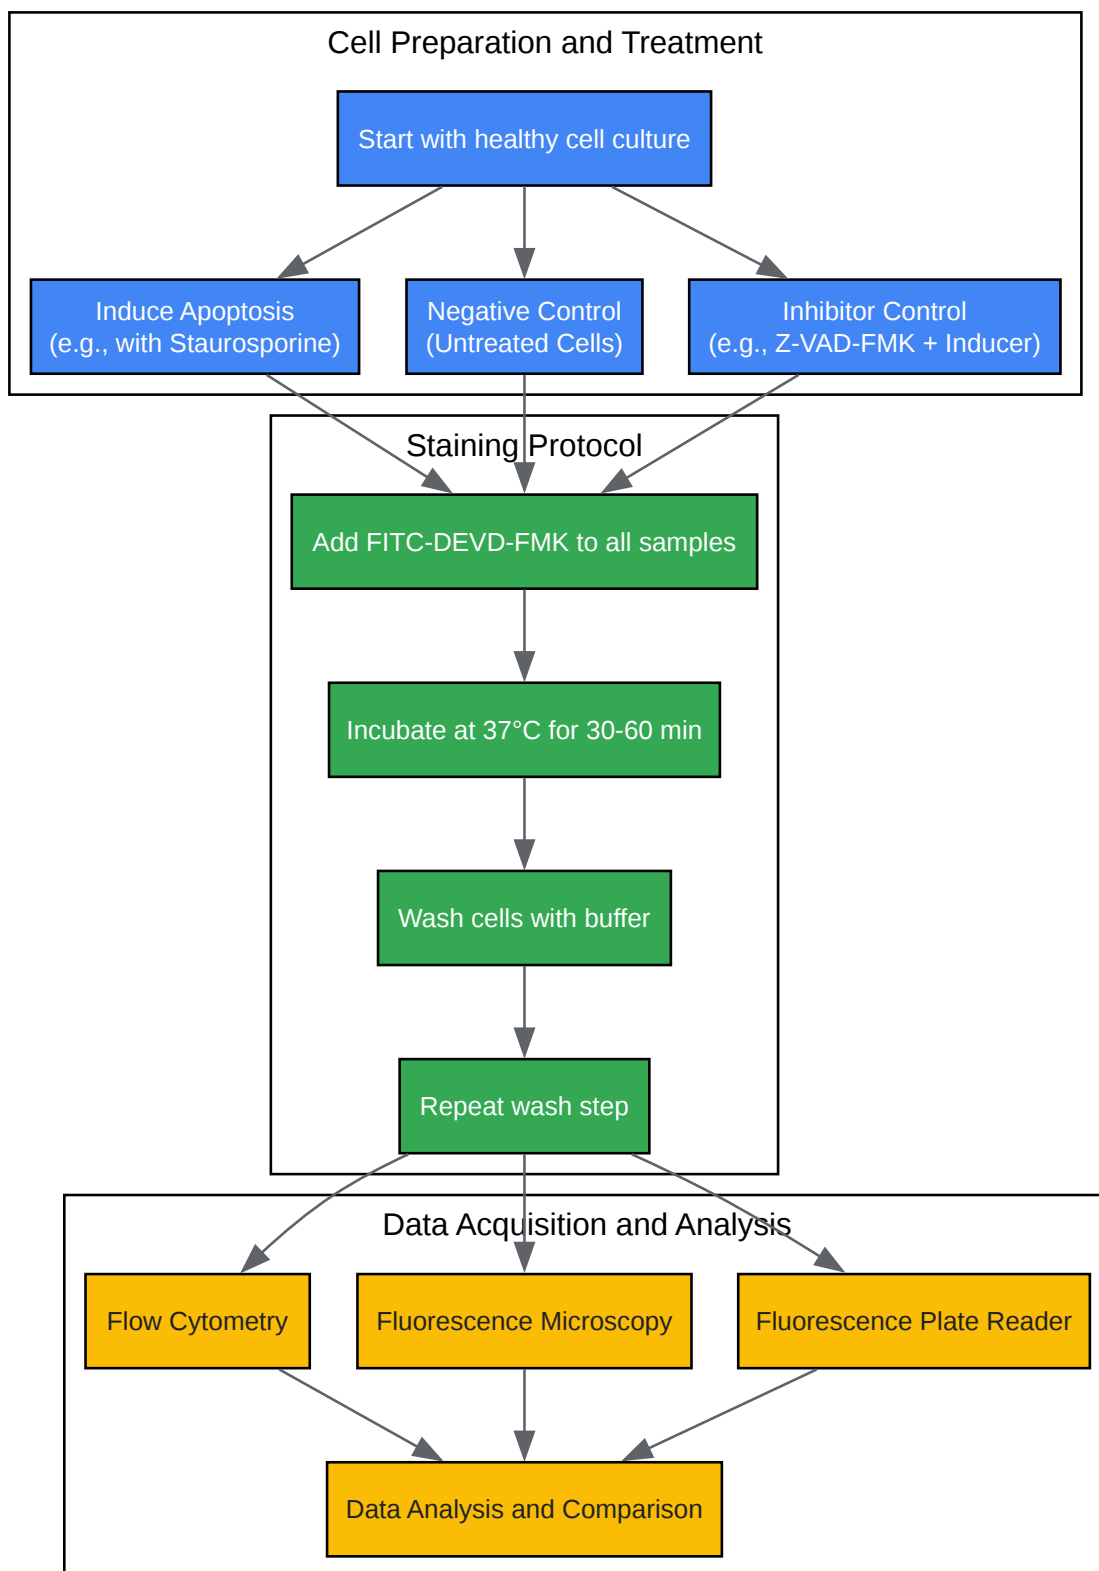 Cell Preparation and Treatment
Start with healthy cell culture
Induce Apoptosis
(e.g., with Staurosporine)
Negative Control
(Untreated Cells)
Inhibitor Control
(e.g., Z-VAD-FMK + Inducer)
Staining Protocol
Add FITC-DEVD-FMK to all samples
Incubate at 37°C for 30-60 min
Wash cells with buffer
Repeat wash step
Data Acquisition and Analysis
Flow Cytometry
Fluorescence Microscopy
Fluorescence Plate Reader
Data Analysis and Comparison